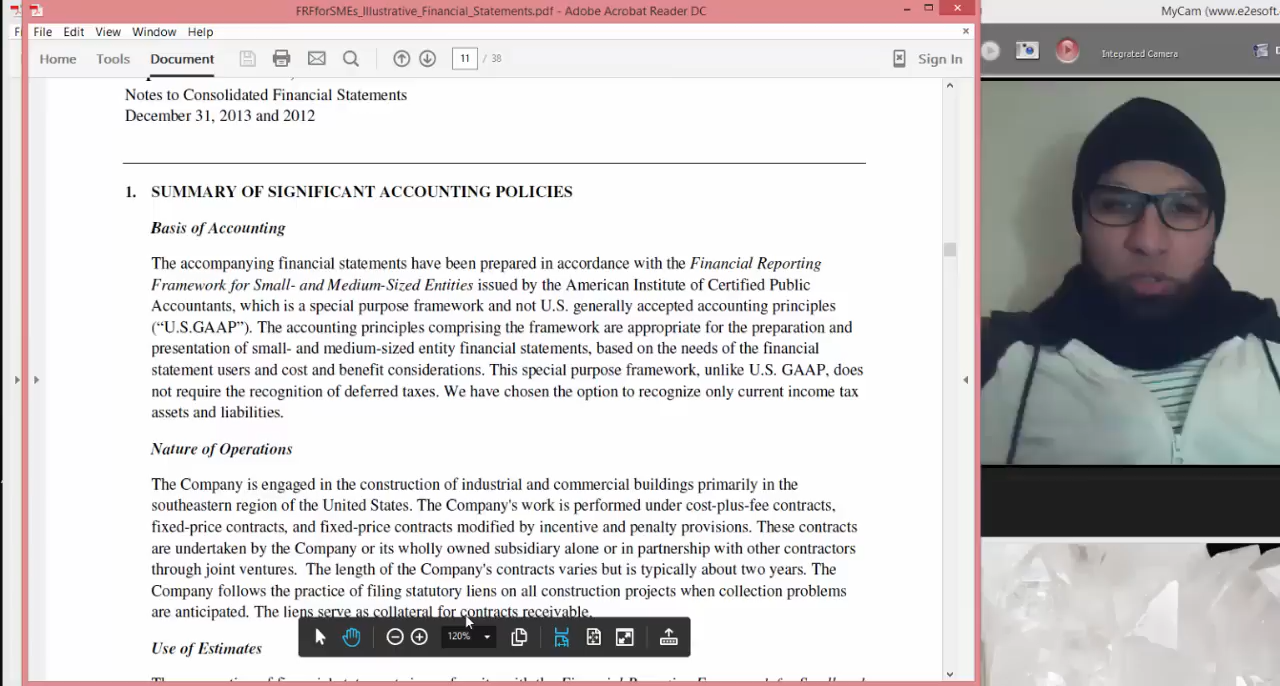 FRFforSMEs_Illustrative_Financial_Statements.pdf - Adobe Acrobat Reader DC
MyCam (www.e2esoft.
File Edit View Window Help
Home Tools Document 11 / 38 Sign In
Integrated Camera
Notes to Consolidated Financial Statements
December 31, 2013 and 2012
1. SUMMARY OF SIGNIFICANT ACCOUNTING POLICIES
Basis of Accounting
The accompanying financial statements have been prepared in accordance with the Financial Reporting
Framework for Small- and Medium-Sized Entities issued by the American Institute of Certified Public
Accountants, which is a special purpose framework and not U.S. generally accepted accounting principles
(“U.S.GAAP”). The accounting principles comprising the framework are appropriate for the preparation and
presentation of small- and medium-sized entity financial statements, based on the needs of the financial
statement users and cost and benefit considerations. This special purpose framework, unlike U.S. GAAP, does
not require the recognition of deferred taxes. We have chosen the option to recognize only current income tax
assets and liabilities.
Nature of Operations
The Company is engaged in the construction of industrial and commercial buildings primarily in the
southeastern region of the United States. The Company's work is performed under cost-plus-fee contracts,
fixed-price contracts, and fixed-price contracts modified by incentive and penalty provisions. These contracts
are undertaken by the Company or its wholly owned subsidiary alone or in partnership with other contractors
through joint ventures. The length of the Company's contracts varies but is typically about two years. The
Company follows the practice of filing statutory liens on all construction projects when collection problems
are anticipated. The liens serve as collateral for contracts receivable.
120%
Use of Estimates